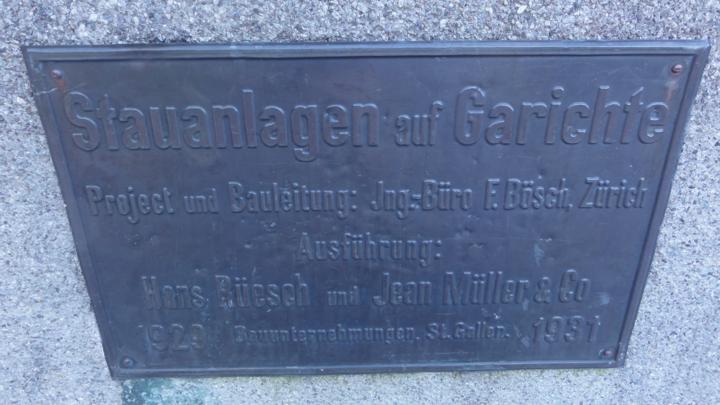 Stauanlagen auf Garichte
Project und Bauleitung: Jng.-Büro F. Bösch, Zürich
Ausführung:
Hans Rüesch und Jean Müller, & Co
1929 Bauunternehmungen, St. Gallen. 1931